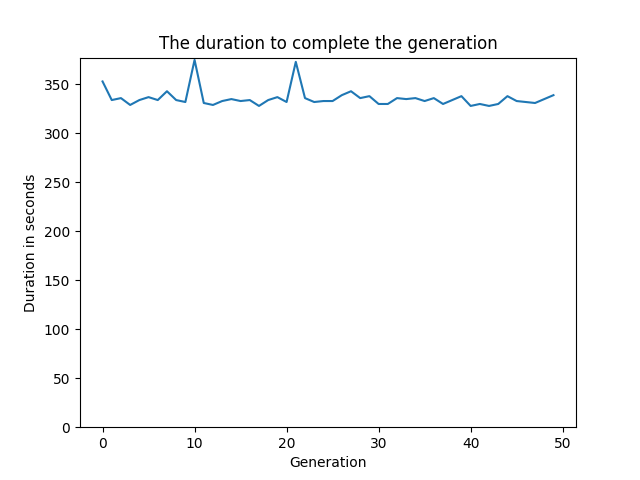 The duration to complete the generation
350
300
250
200
150
100
50
0
Duration in seconds
0 10 20 30 40 50
Generation